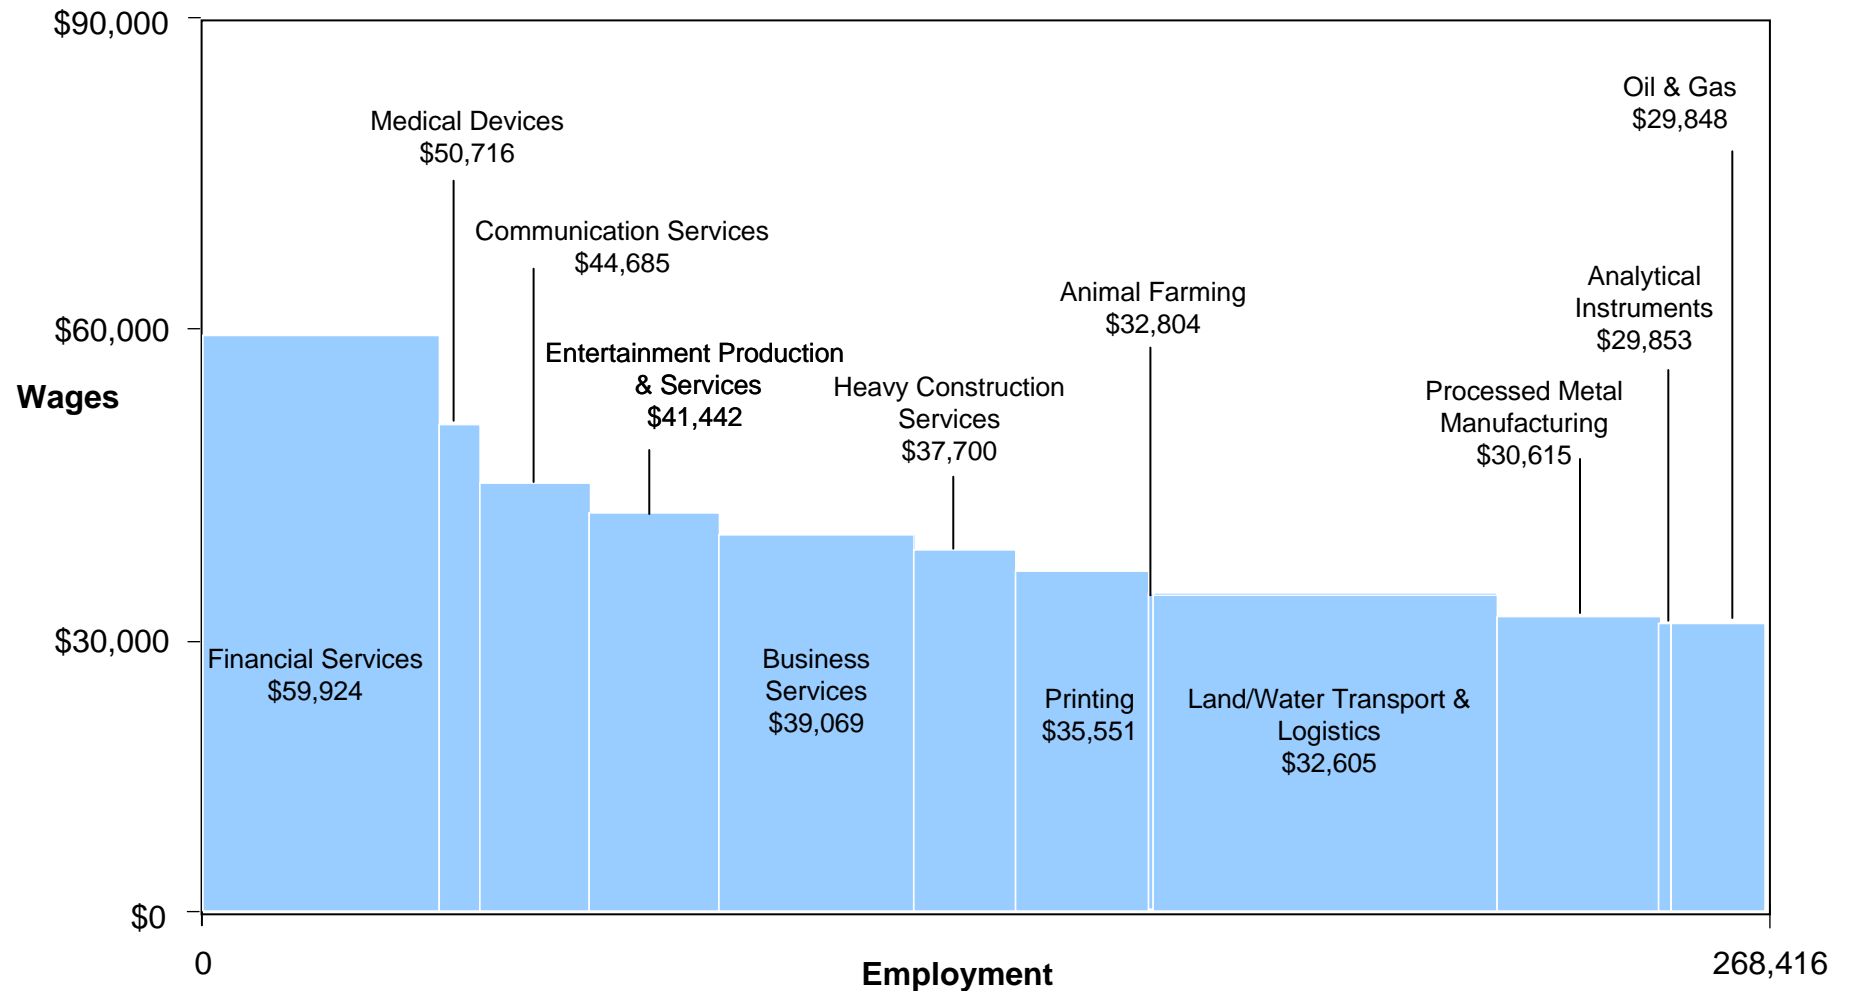 $90,000
Oil & Gas
$29,848
Medical Devices
$50,716
Communication Services
$44,685
Analytical
Instruments
$29,853
Animal Farming
$32,804
$60,000
Entertainment Production
& Services
$41,442
Heavy Construction
Services
$37,700
Processed Metal
Manufacturing
$30,615
Wages
$30,000
Financial Services
$59,924
Business
Services
$39,069
Printing
$35,551
Land/Water Transport &
Logistics
$32,605
$0
0
Employment
268,416